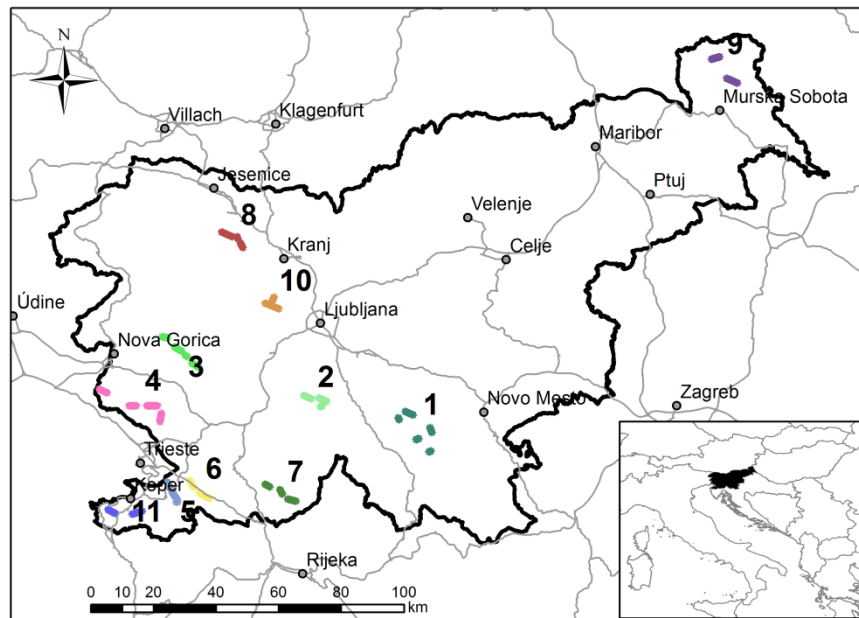 N
9
Murska Sobota
Villach
Klagenfurt
Maribor
Jesenice
Ptuj
8
Velenje
Kranj
Celje
10
Údine
Ljubljana
Nova Gorica
3
4
2
1
Novo Mesto
Zagreb
Trieste
6
7
Koper
11
5
Rijeka
0 10 20 40 60 80 100
km